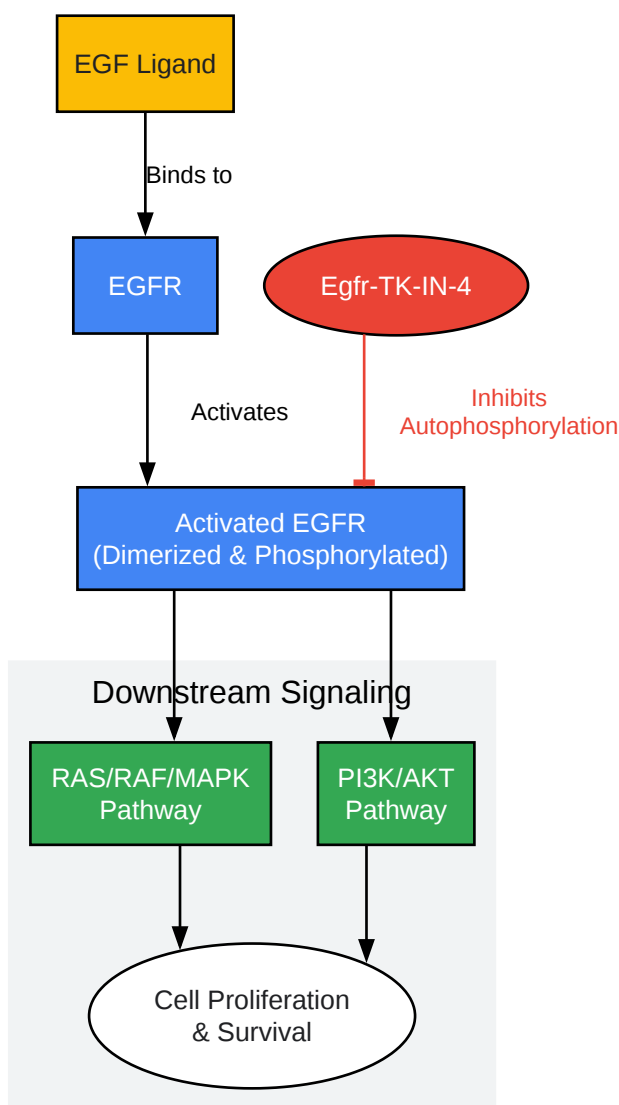 EGF Ligand
Binds to
EGFR
Egfr-TK-IN-4
Activates
Inhibits
Autophosphorylation
Activated EGFR
(Dimerized & Phosphorylated)
Downstream Signaling
RAS/RAF/MAPK
Pathway
PI3K/AKT
Pathway
Cell Proliferation
& Survival